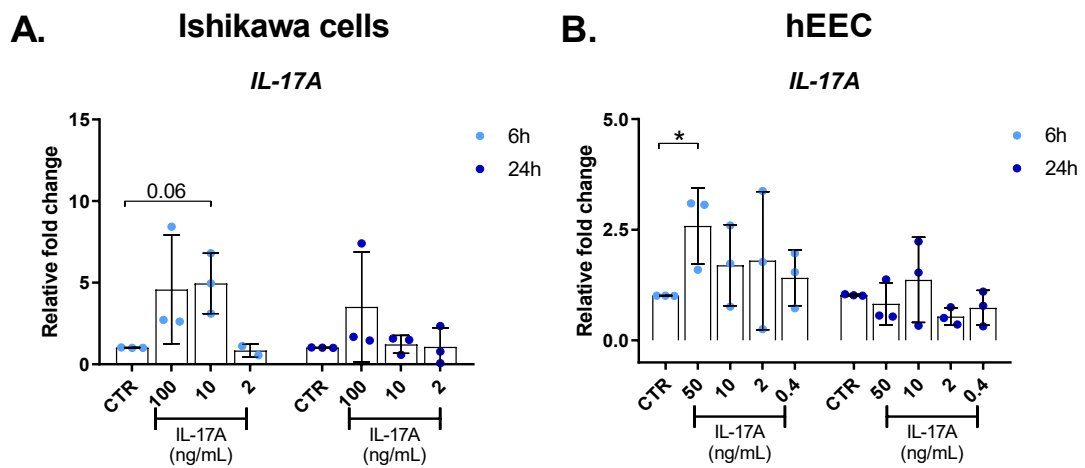 A.
Ishikawa cells
IL-17A
Relative fold change
15
10
5
0
0.06
6h
24h
CTR
100
10
2
CTR
100
10
2
IL-17A
(ng/mL)
IL-17A
(ng/mL)
B.
hEEC
IL-17A
Relative fold change
5.0
2.5
0.0
*
6h
24h
CTR
50
10
2
0.4
CTR
50
10
2
0.4
IL-17A
(ng/mL)
IL-17A
(ng/mL)